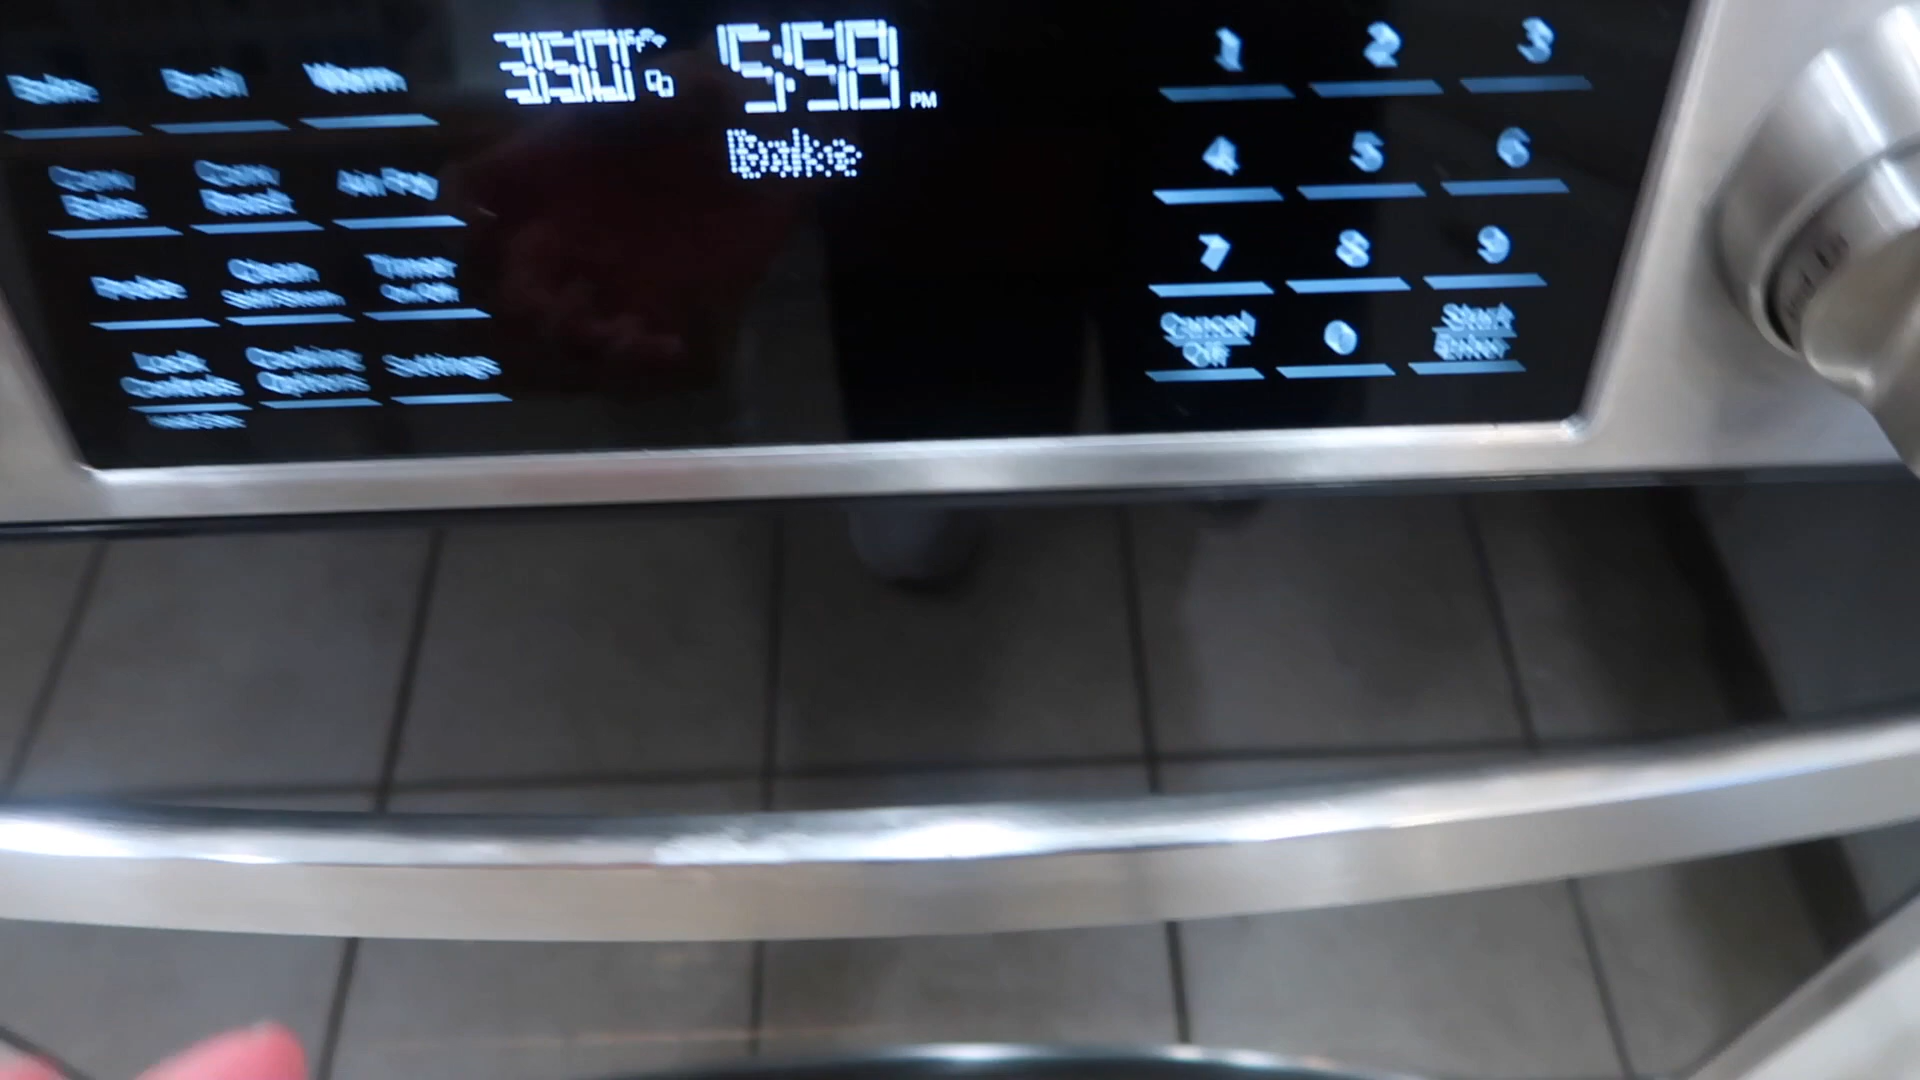 350°F 5:58 PM
Bake
Bake Broil Warm
Conv Bake Conv Roast Air Fry
Probe Clean Self/Steam Timer On/Off
Lock Controls Cooking Options Settings
1 2 3
4 5 6
7 8 9
Cancel Off 0 Start Enter